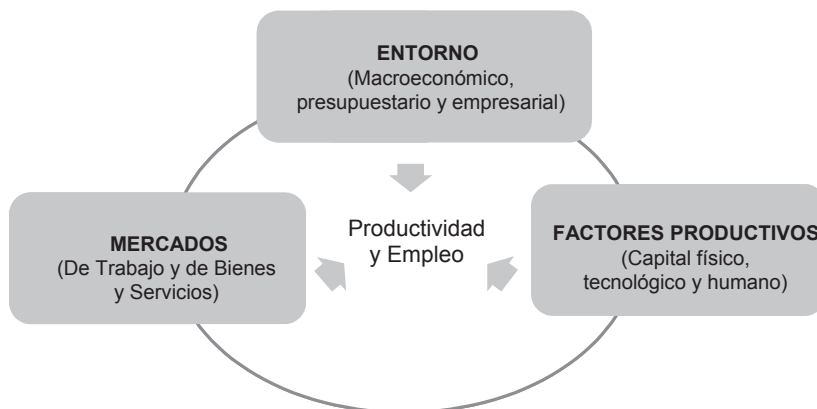 ENTORNO
(Macroeconómico,
presupuestario y empresarial)
MERCADOS
(De Trabajo y de Bienes
y Servicios)
Productividad
y Empleo
FACTORES PRODUCTIVOS
(Capital físico,
tecnológico y humano)